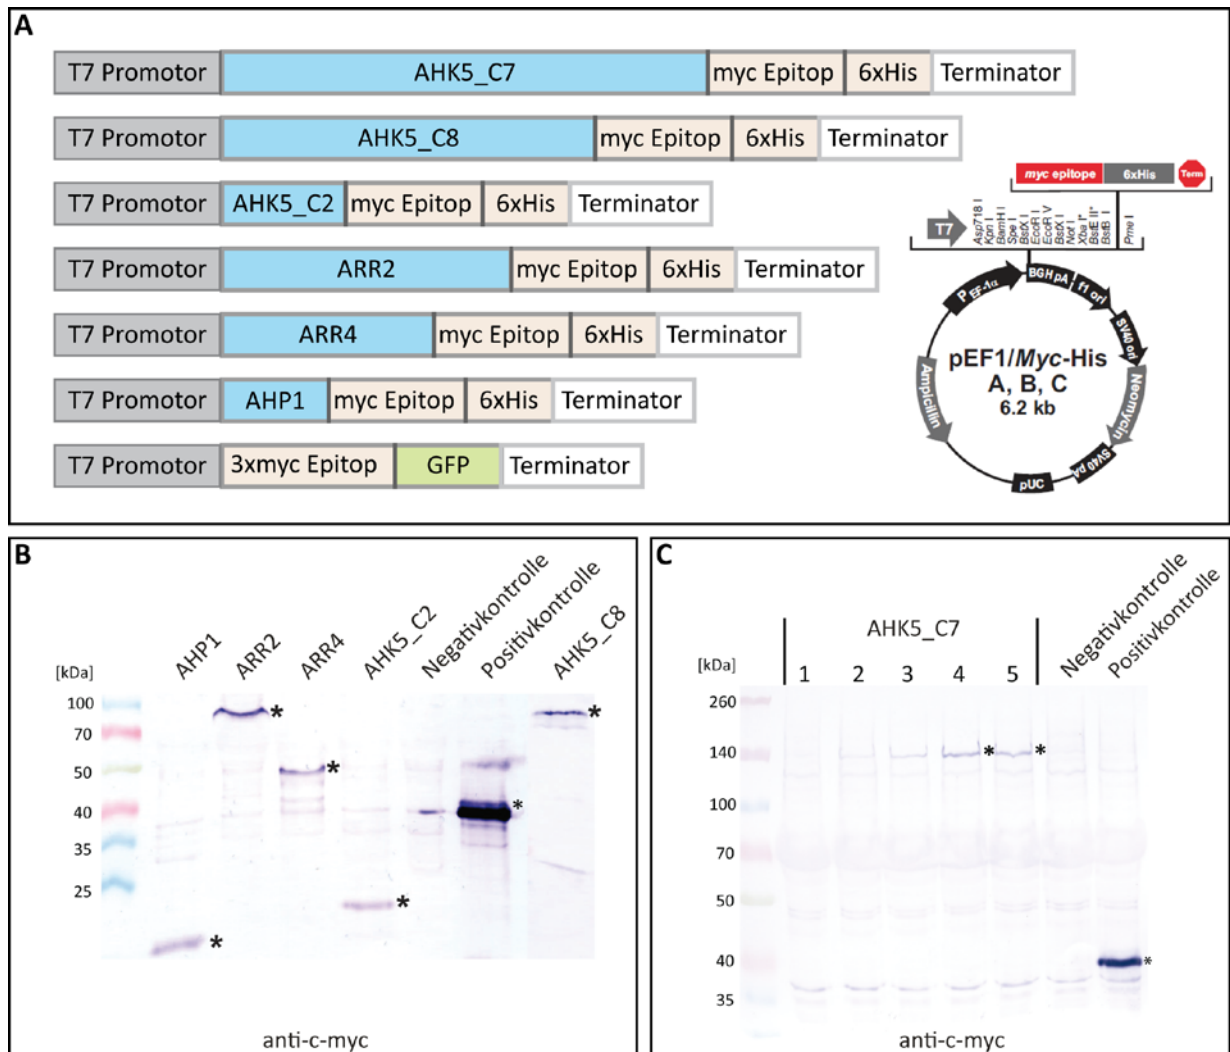 A
T7 Promotor AHK5_C7 myc Epitop 6xHis Terminator
T7 Promotor AHK5_C8 myc Epitop 6xHis Terminator
T7 Promotor AHK5_C2 myc Epitop 6xHis Terminator
T7 Promotor ARR2 myc Epitop 6xHis Terminator
T7 Promotor ARR4 myc Epitop 6xHis Terminator
T7 Promotor AHP1 myc Epitop 6xHis Terminator
T7 Promotor 3xmyc Epitop GFP Terminator
myc epitope 6xHis Term
T7
Asp718 I
Kpn I
BamH I
Spe I
BstX I
EcoR I
EcoR V
BstX I
Not I
Xba I*
BstE II*
BstB I
Pme I
PEF-1α
BGH pA
f1 ori
SV40 ori
Neomycin
SV40 pA
pUC
Ampicillin
pEF1/Myc-His
A, B, C
6.2 kb
B
[kDa]
AHP1
ARR2
ARR4
AHK5_C2
Negativkontrolle
Positivkontrolle
AHK5_C8
100
70
50
40
35
25
* * * * * *
anti-c-myc
C
AHK5_C7
Negativkontrolle
Positivkontrolle
[kDa]
1 2 3 4 5
260
140 * *
100
70
50
40 *
35
anti-c-myc